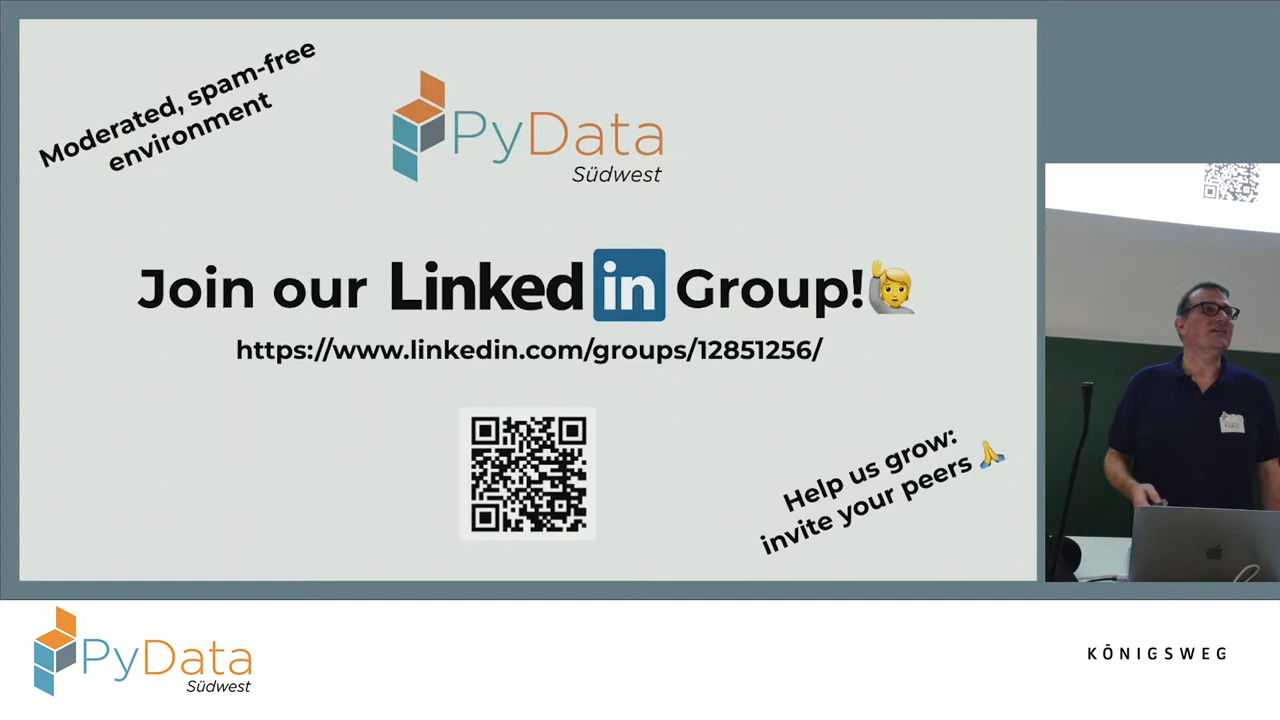 Moderated, spam-free
environment
PyData
Südwest
Join our Linked in Group!🙋
https://www.linkedin.com/groups/12851256/
Help us grow:
invite your peers 🙏
PyData
Südwest
KÖNIGSWEG